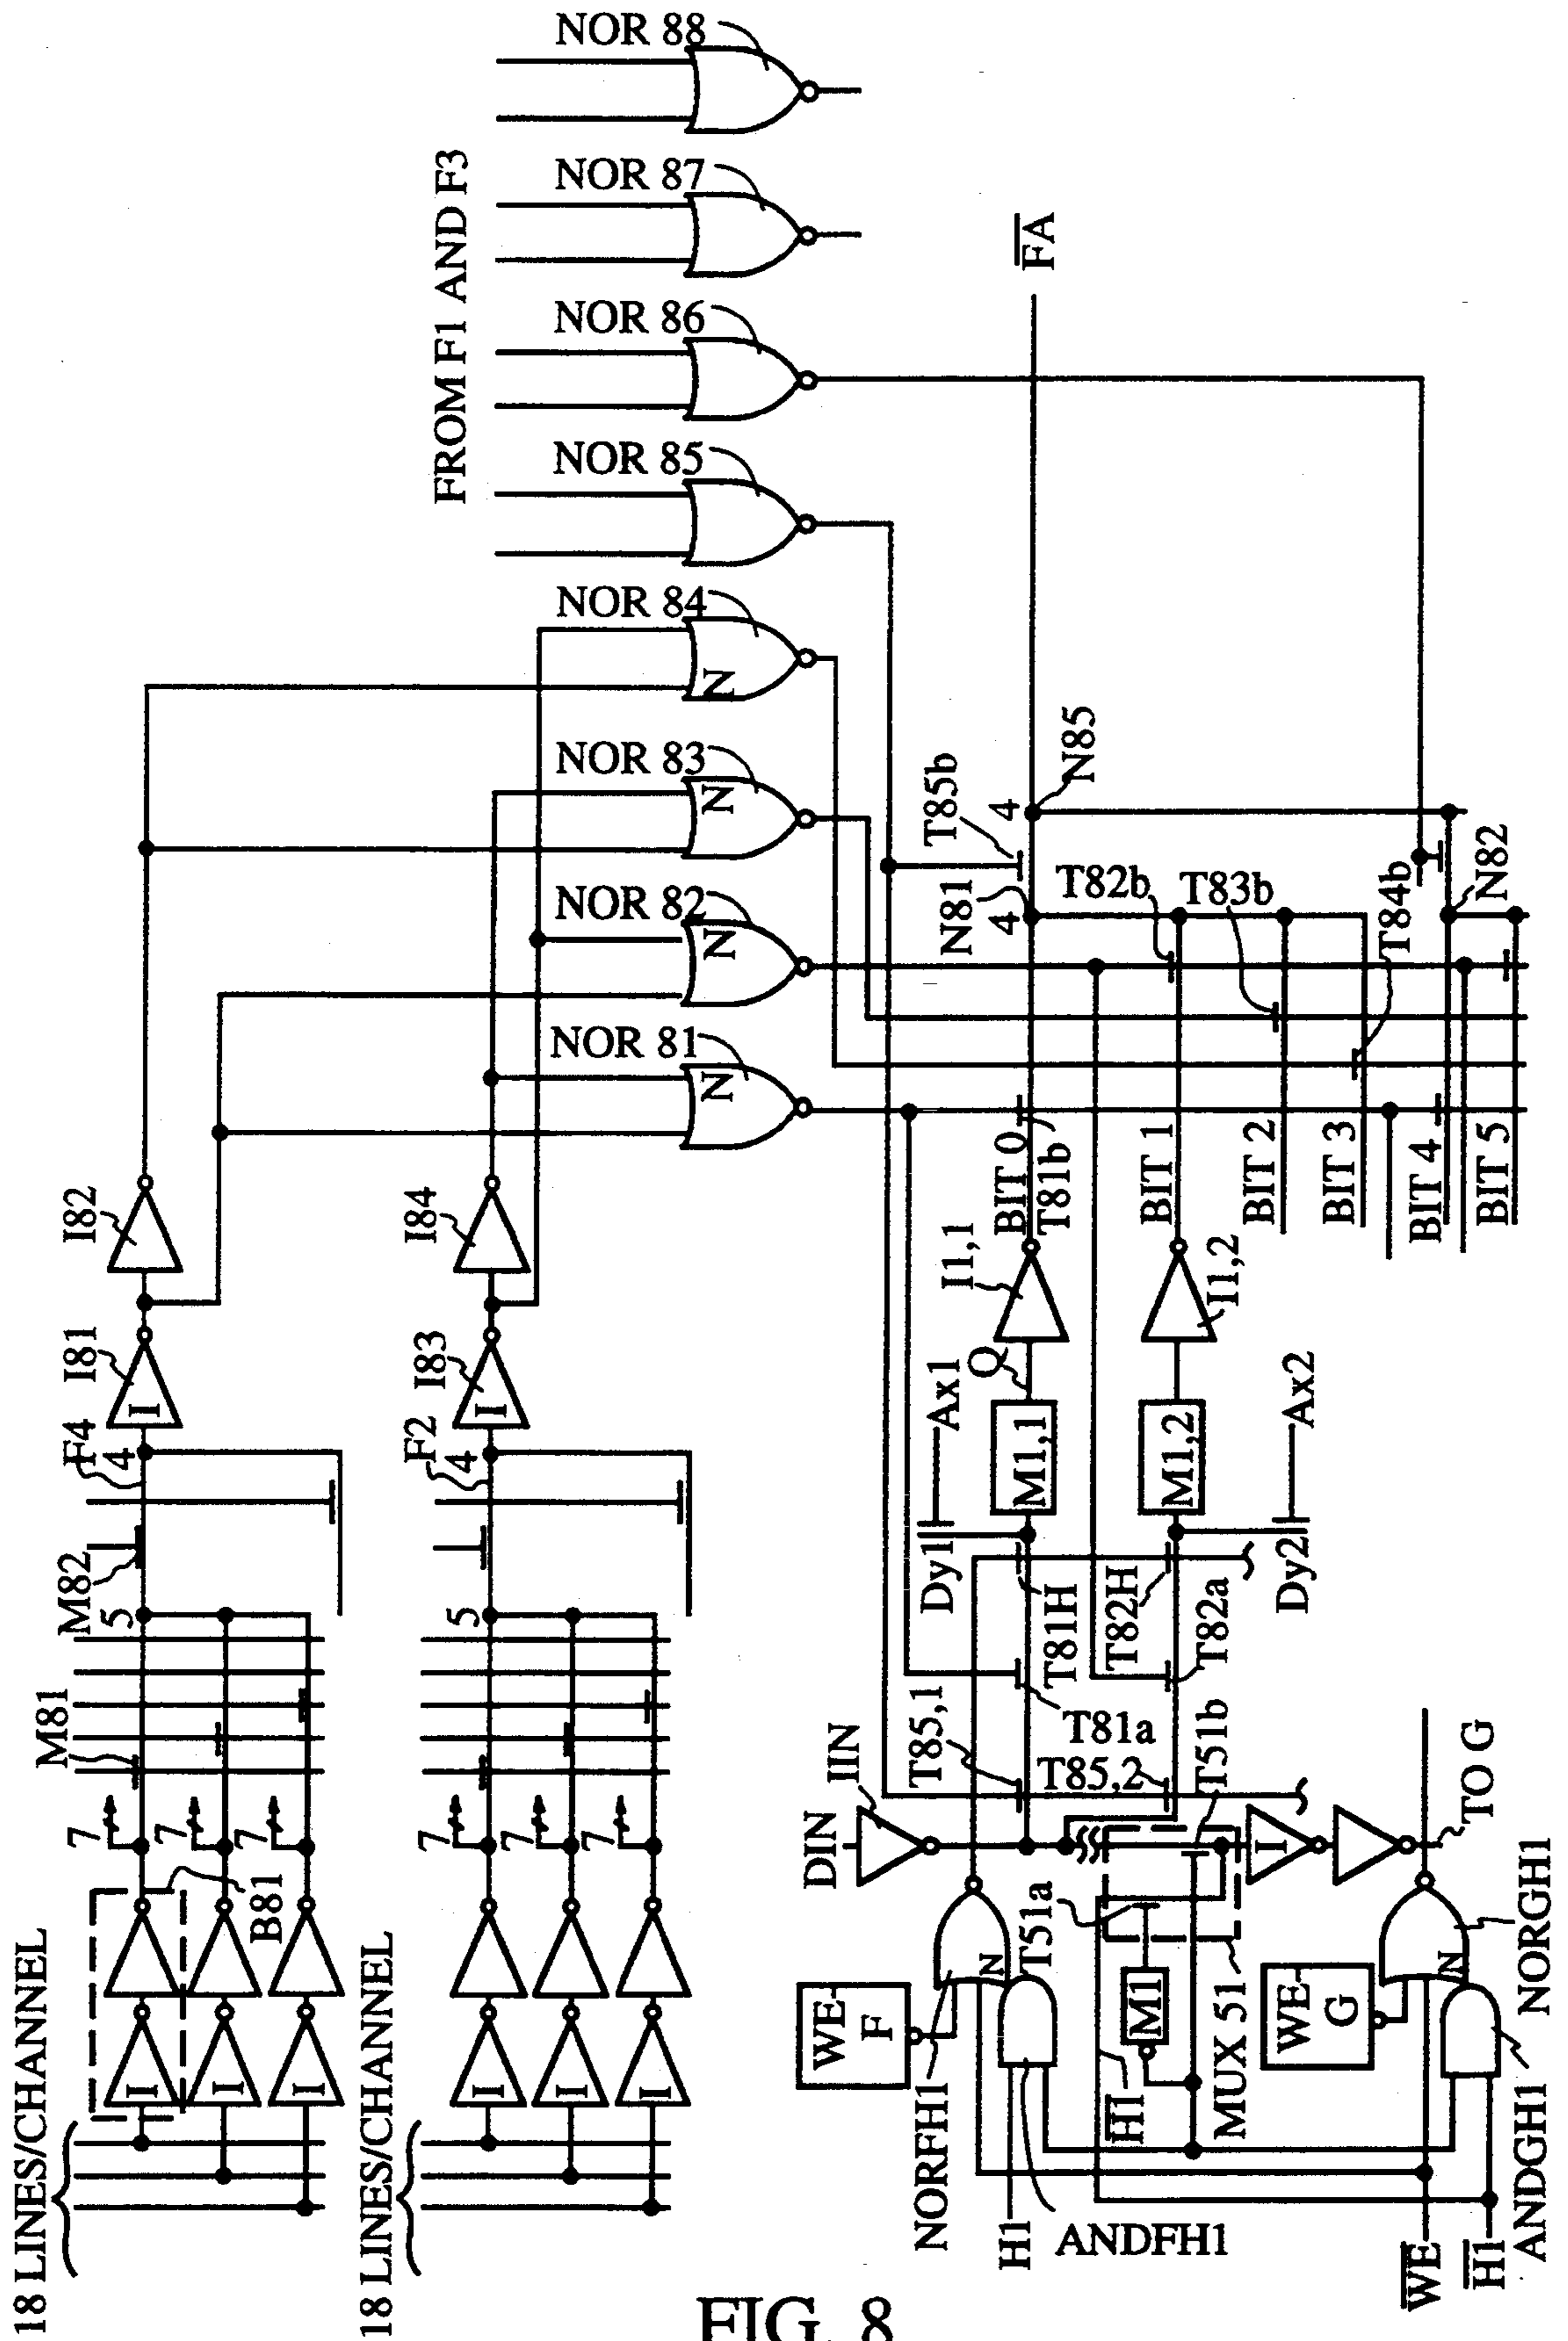 NOR 88
NOR 87
FROM F1 AND F3
NOR 86
NOR 85
NOR 84
N
NOR 83
N
NOR 82
N
NOR 81
N
F̅A̅
N85
4
T85b
N81
4
T82b
T83b
T84b
N82
I82
I84
I81
I
I83
I
F4
4
F2
4
M82
5
5
M81
7
7
7
7
7
7
B81
I
I
I
I
I
I
18 LINES/CHANNEL
18 LINES/CHANNEL
BIT 0
T81b
BIT 1
BIT 2
BIT 3
BIT 4
BIT 5
I1,1
I1,2
Q
Ax1
Ax2
M1,1
M1,2
Dy1
Dy2
T81H
T82H
T82a
T81a
T85,1
T85,2
T51b
IIN
DIN
I
TO G
T51a
N
N
WE
F
M1
MUX 51
WE
G
NORGH1
H̅1̅
NORFH1
H1
ANDFH1
W̅E̅
H̅1̅
ANDGH1
FIG. 8